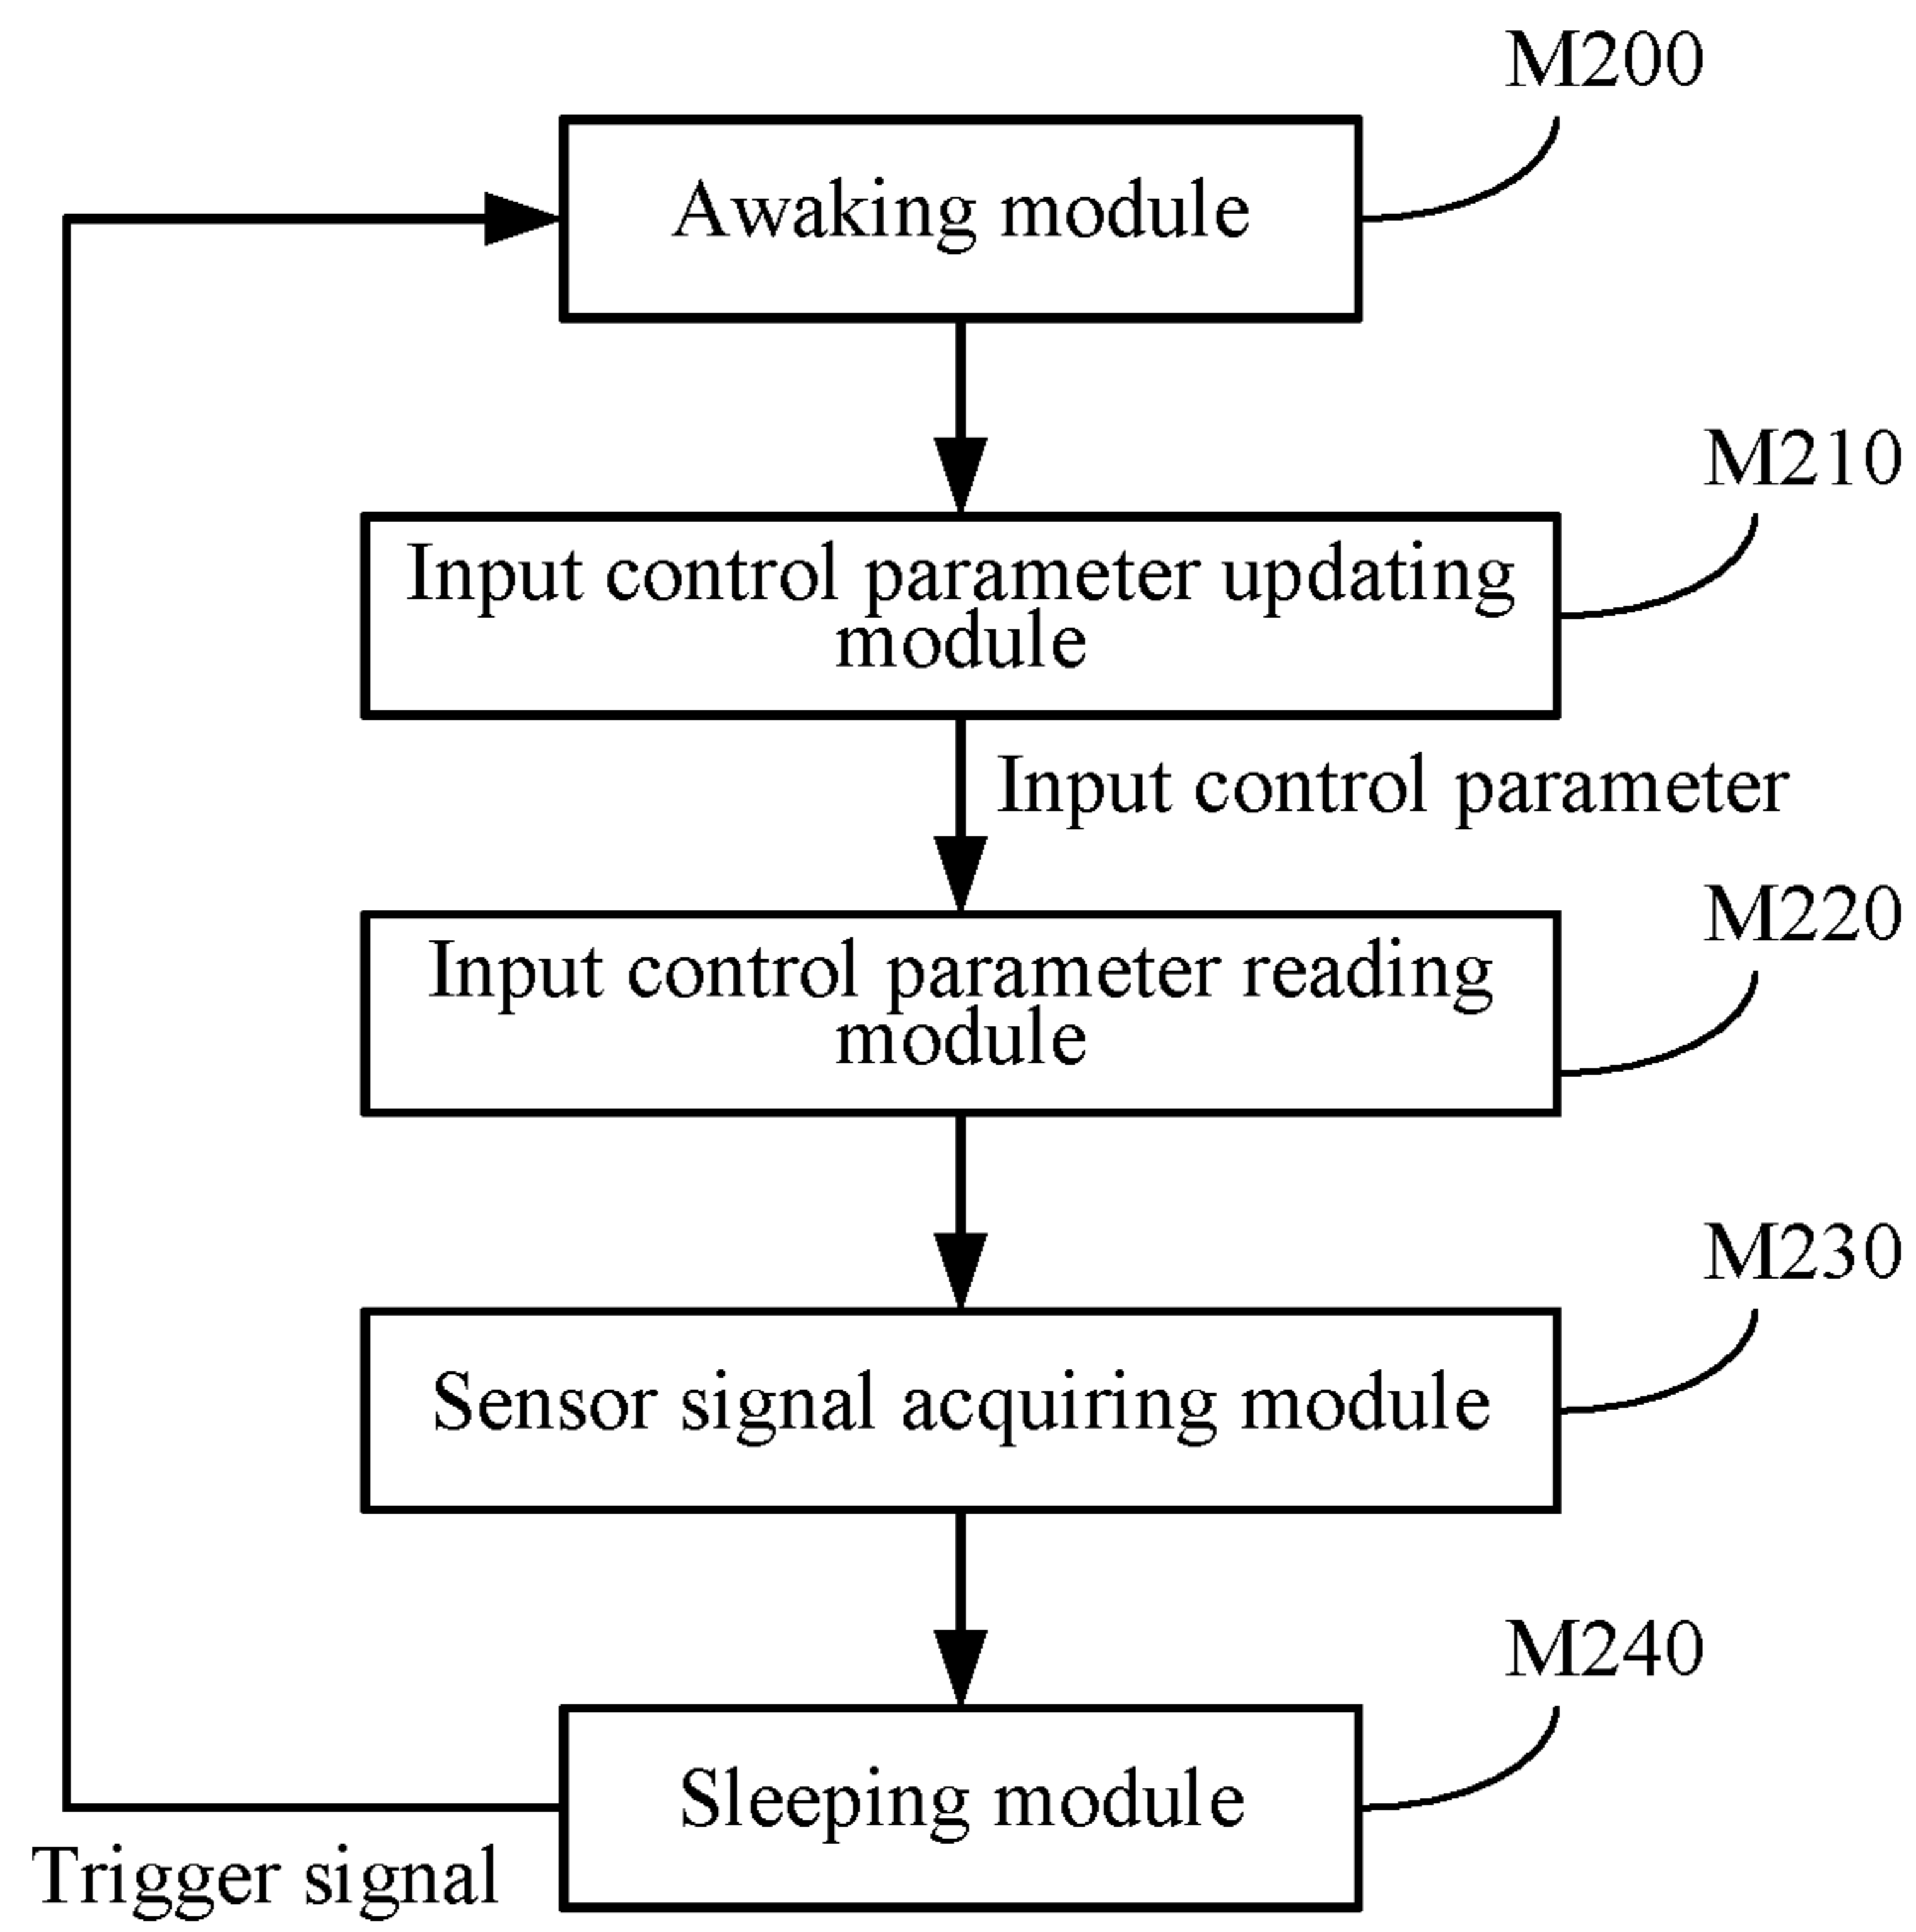 M200
Awaking module
M210
Input control parameter updating
module
Input control parameter
M220
Input control parameter reading
module
M230
Sensor signal acquiring module
M240
Sleeping module
Trigger signal